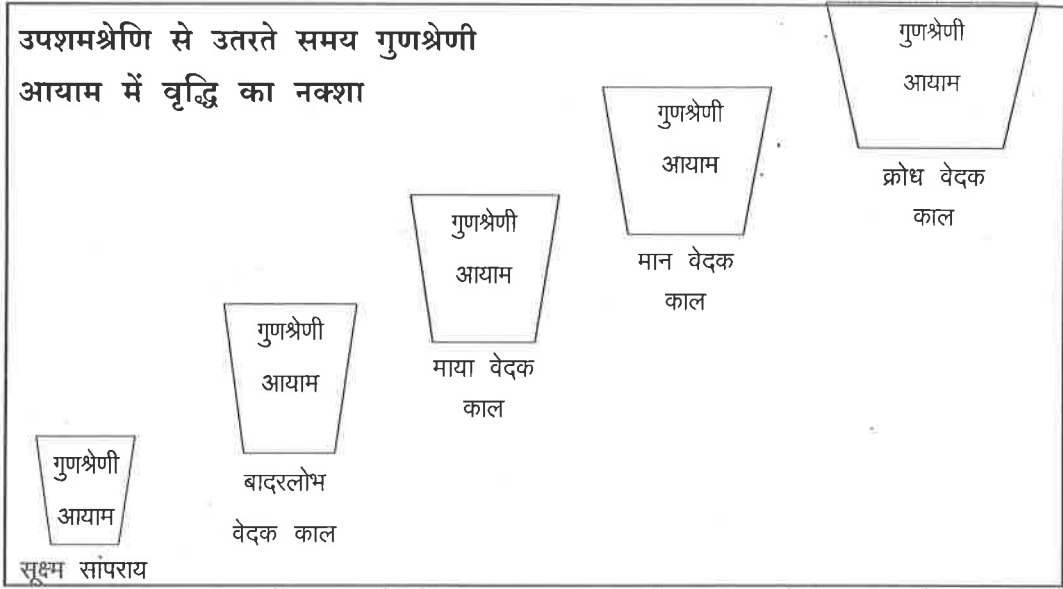 उपशमश्रेणि से उतरते समय गुणश्रेणी
आयाम में वृद्धि का नक्शा
गुणश्रेणी
आयाम
सूक्ष्म सांपराय
गुणश्रेणी
आयाम
बादरलोभ
वेदक काल
गुणश्रेणी
आयाम
माया वेदक
काल
गुणश्रेणी
आयाम
मान वेदक
काल
गुणश्रेणी
आयाम
क्रोध वेदक
काल